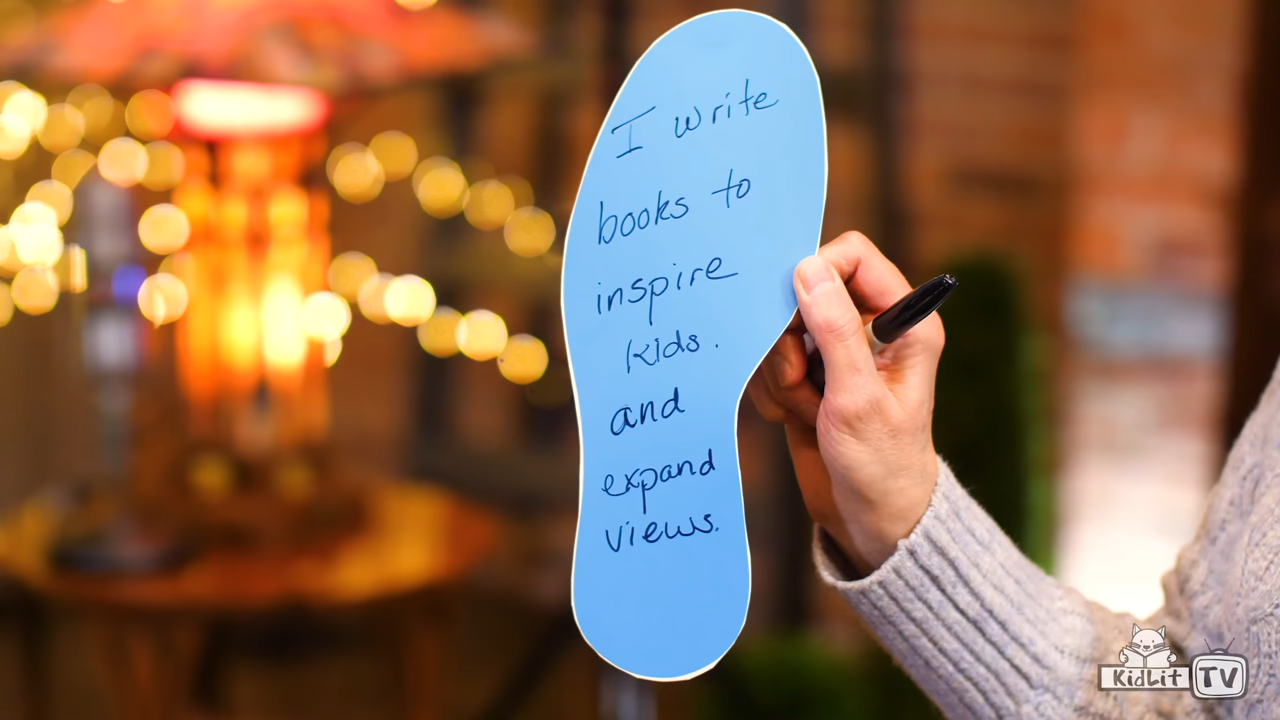 I write
books to
inspire
kids.
and
expand
views.
KidLit TV